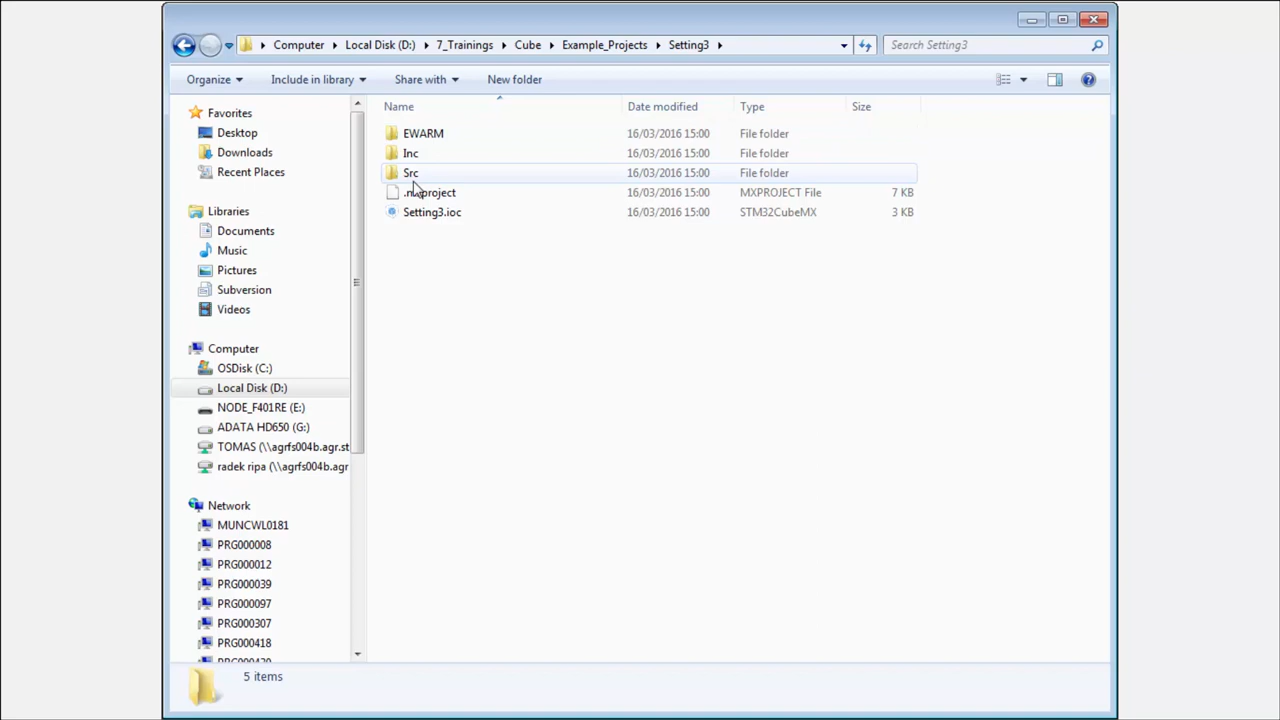 Computer Local Disk (D:) 7_Trainings Cube Example_Projects Setting3 Search Setting3
Organize Include in library Share with New folder
Favorites
Desktop
Downloads
Recent Places
Libraries
Documents
Music
Pictures
Subversion
Videos
Computer
OSDisk (C:)
Local Disk (D:)
NODE_F401RE (E:)
ADATA HD650 (G:)
TOMAS (\\agrfs004b.agr.st
radek ripa (\\agrfs004b.agr
Network
MUNCWL0181
PRG000008
PRG000012
PRG000039
PRG000097
PRG000307
PRG000418
Name Date modified Type Size
EWARM 16/03/2016 15:00 File folder
Inc 16/03/2016 15:00 File folder
Src 16/03/2016 15:00 File folder
.mxproject 16/03/2016 15:00 MXPROJECT File 7 KB
Setting3.ioc 16/03/2016 15:00 STM32CubeMX 3 KB
5 items